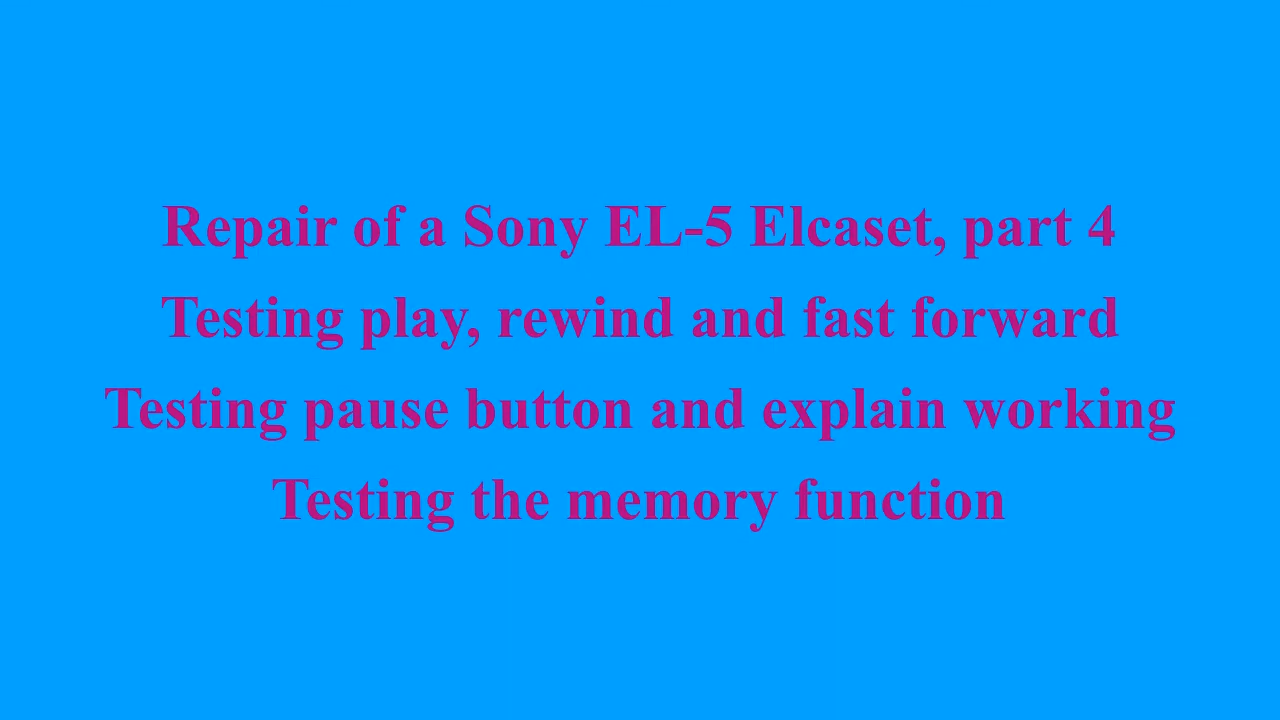 Repair of a Sony EL-5 Elcaset, part 4
Testing play, rewind and fast forward
Testing pause button and explain working
Testing the memory function